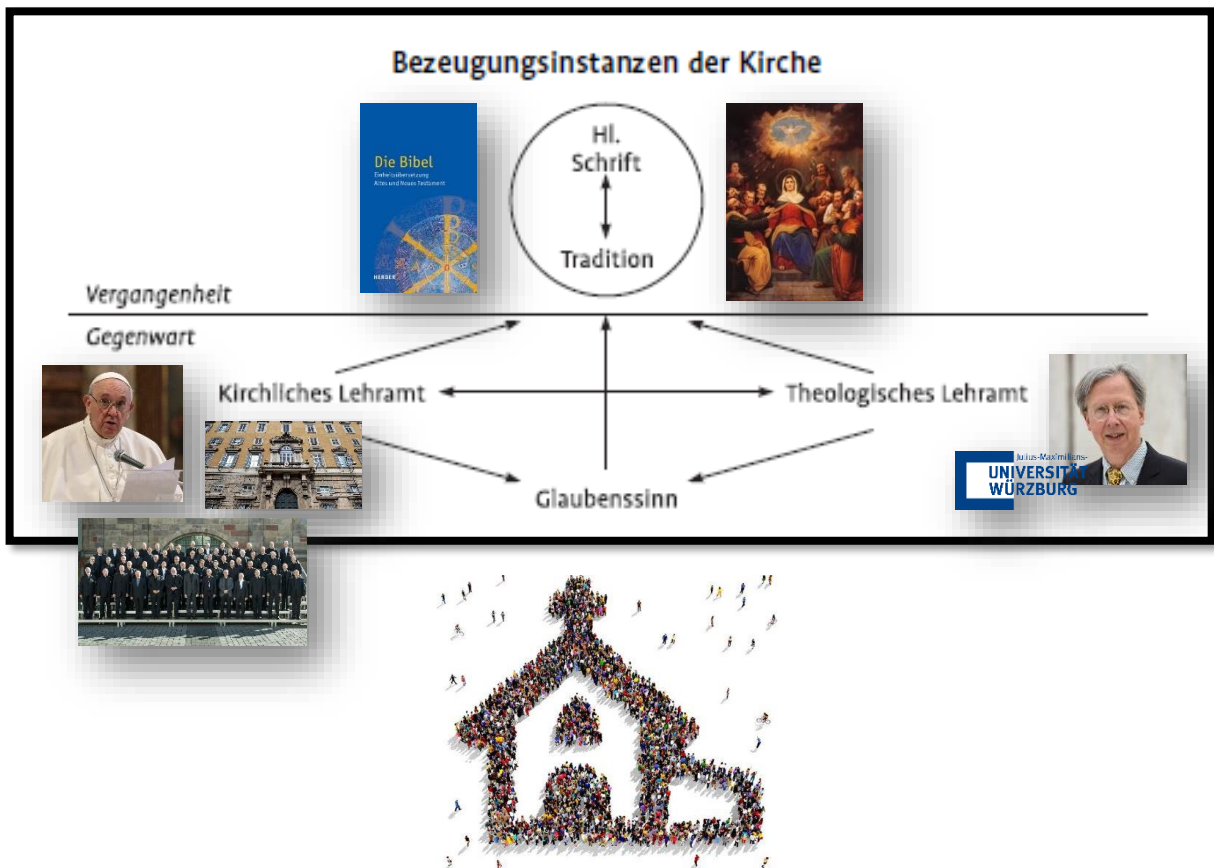 Bezeugungsinstanzen der Kirche
Die Bibel
Einheitsübersetzung
Altes und Neues Testament
HERDER
Hl.
Schrift
Tradition
Vergangenheit
Gegenwart
Kirchliches Lehramt
Theologisches Lehramt
Glaubenssinn
Julius-Maximilians-
UNIVERSITÄT
WÜRZBURG